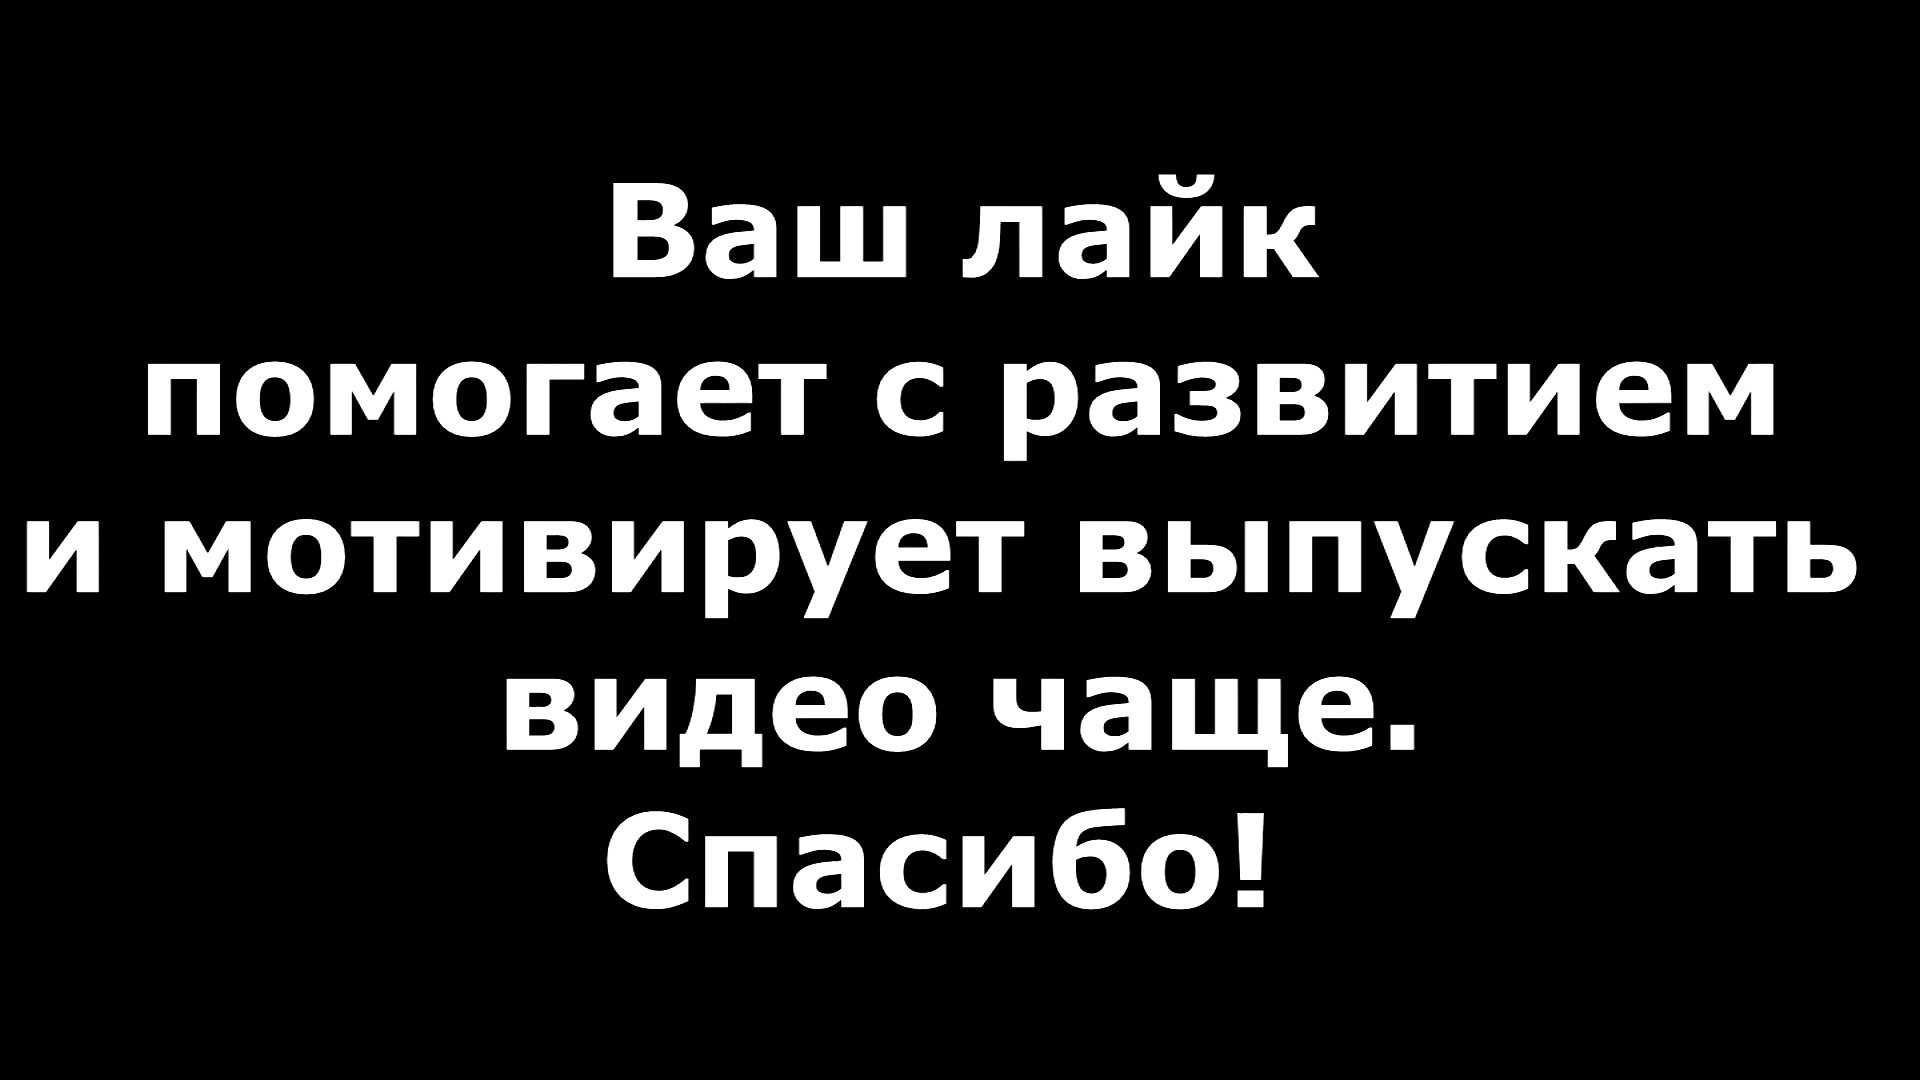 Ваш лайк
помогает с развитием
и мотивирует выпускать
видео чаще.
Спасибо!